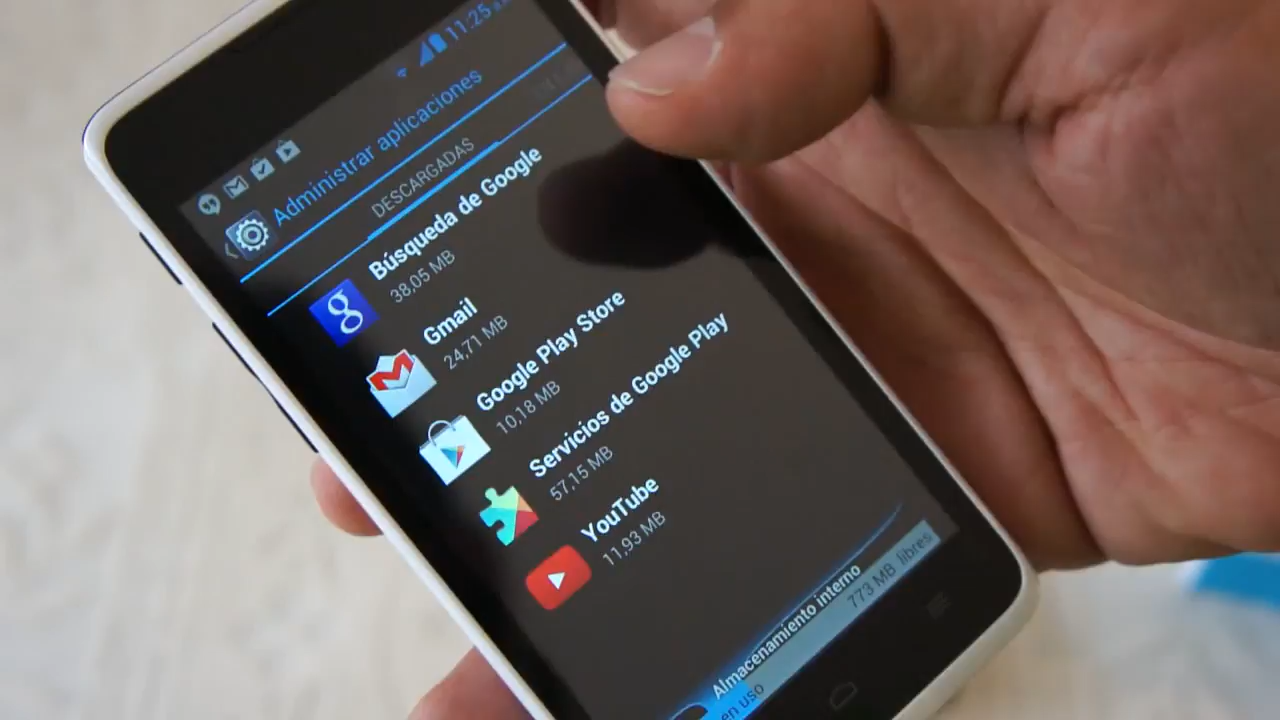 11:25
Administrar aplicaciones
DESCARGADAS
Búsqueda de Google
38,05 MB
Gmail
24,71 MB
Google Play Store
10,18 MB
Servicios de Google Play
57,15 MB
YouTube
11,93 MB
Almacenamiento interno
en uso
773 MB libres